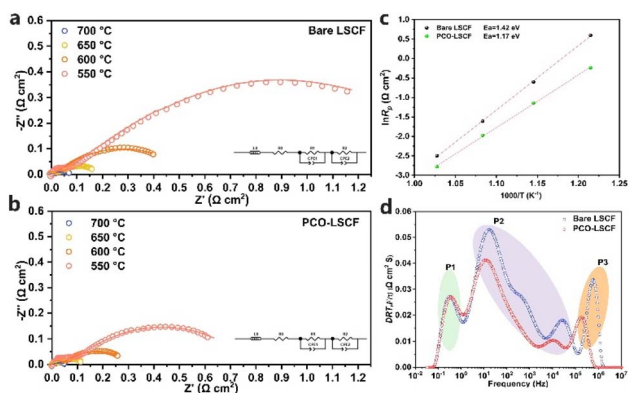 a
700 °C
650 °C
600 °C
550 °C
Bare LSCF
-Z'' (Ω cm²)
0.5
0.4
0.3
0.2
0.1
0.0
0.0 0.1 0.2 0.3 0.4 0.5 0.6 0.7 0.8 0.9 1.0 1.1 1.2 1.3
Z' (Ω cm²)
b
700 °C
650 °C
600 °C
550 °C
PCO-LSCF
-Z'' (Ω cm²)
0.5
0.4
0.3
0.2
0.1
0.0
0.0 0.1 0.2 0.3 0.4 0.5 0.6 0.7 0.8 0.9 1.0 1.1 1.2 1.3
Z' (Ω cm²)
c
Bare LSCF Ea=1.42 eV
PCO-LSCF Ea=1.17 eV
lnRp (Ω cm²)
1.0
0.5
0.0
-0.5
-1.0
-1.5
-2.0
-2.5
-3.0
1.00 1.05 1.10 1.15 1.20 1.25
1000/T (K⁻¹)
d
Bare LSCF
PCO-LSCF
P1
P2
P3
0.06
0.05
0.04
0.03
0.02
0.01
0.00
10⁻² 10⁻¹ 10⁰ 10¹ 10² 10³ 10⁴ 10⁵ 10⁶ 10⁷
Frequency (Hz)